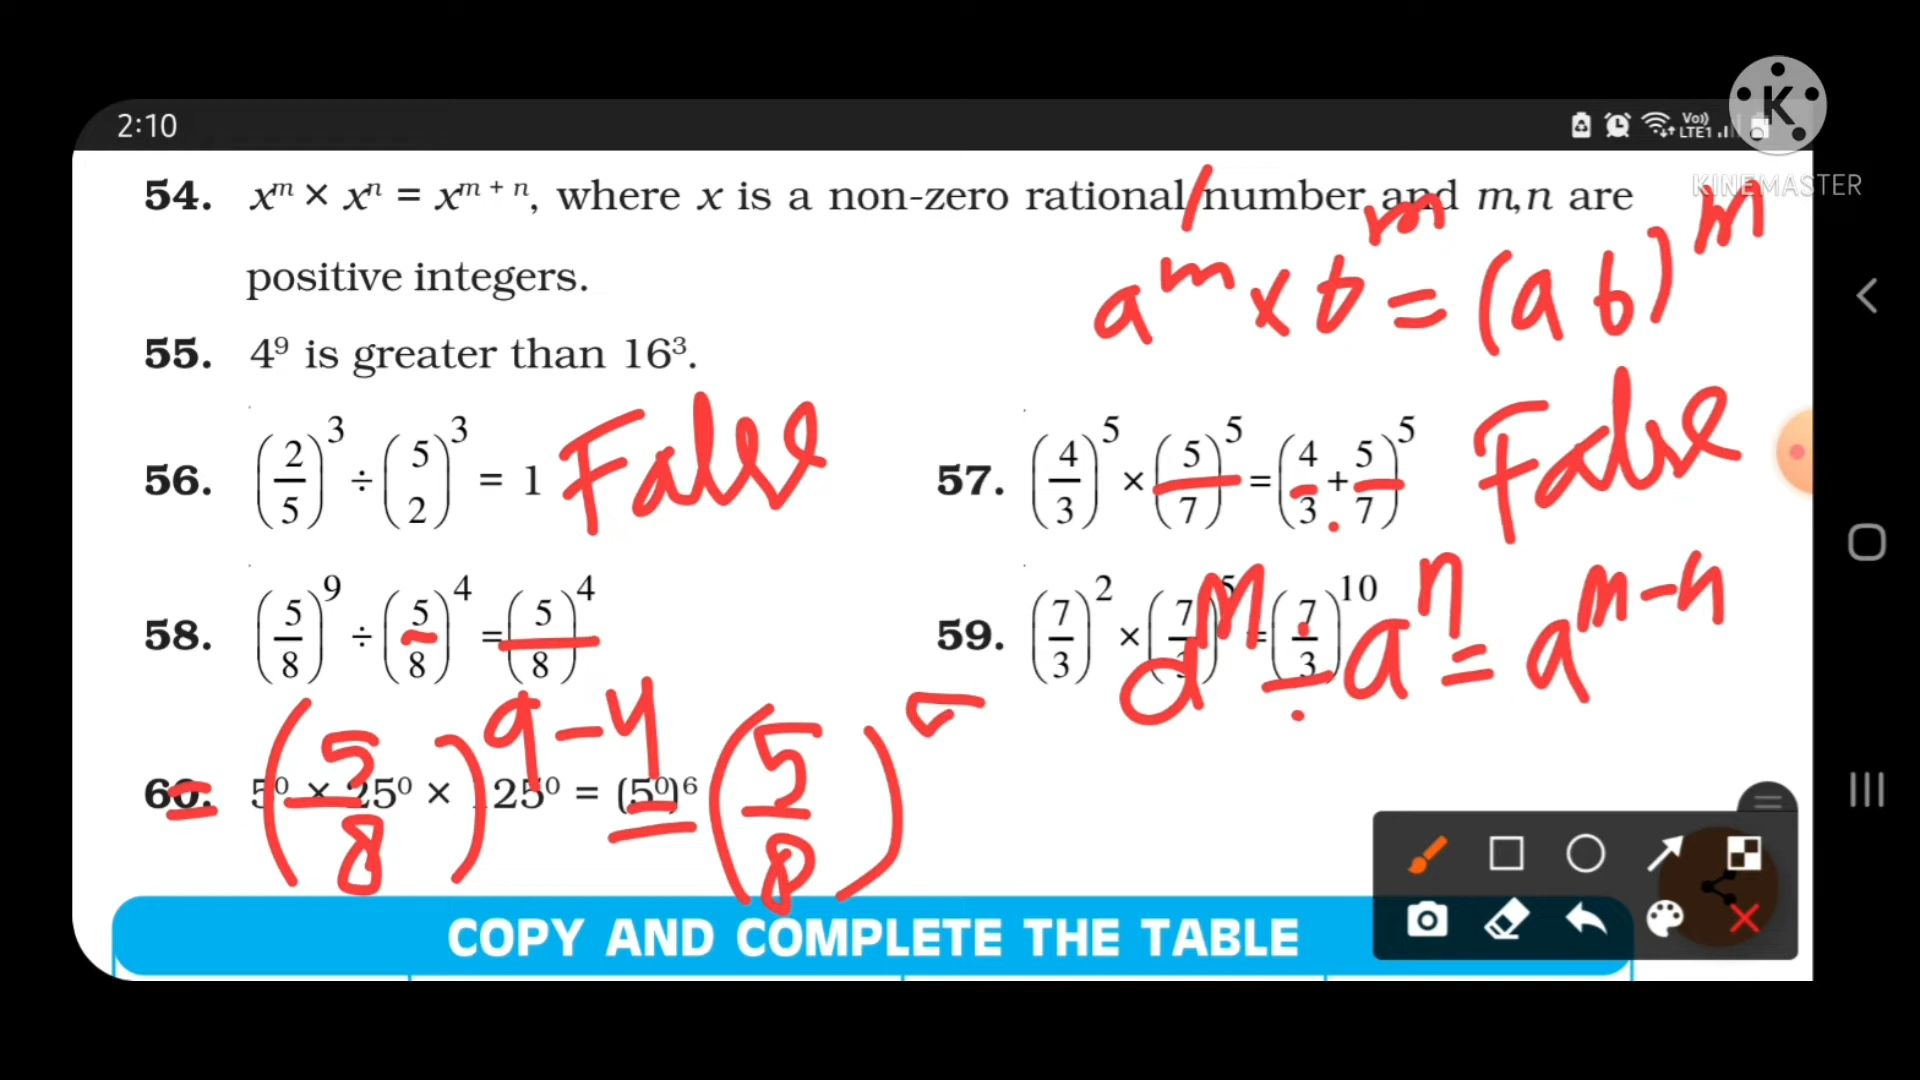 2:10
Vo)) LTE1
K
KINEMASTER
54. xᵐ × xⁿ = xᵐ ⁺ ⁿ, where x is a non-zero rational number and m,n are
positive integers.
aᵐ × bᵐ = (ab)ᵐ
55. 4⁹ is greater than 16³.
56. (2/5)³ ÷ (5/2)³ = 1 False
57. (4/3)⁵ × (5/7)⁵ = (4/3 + 5/7)⁵ False
58. (5/8)⁹ ÷ (5/8)⁴ = (5/8)⁴
59. (7/3)² × (7/3)⁵ = (7/3)¹⁰
aᵐ ÷ aⁿ = aᵐ⁻ⁿ
= (5/8)⁹⁻⁴ = (5/8)
60. 5⁰ × 25⁰ × 125⁰ = (5⁰)⁶
COPY AND COMPLETE THE TABLE